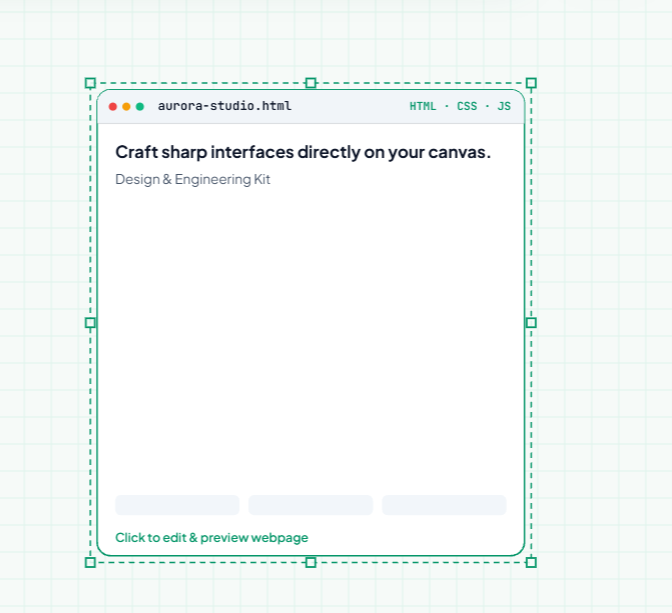 aurora-studio.html HTML · CSS · JS
Craft sharp interfaces directly on your canvas.
Design & Engineering Kit
Click to edit & preview webpage